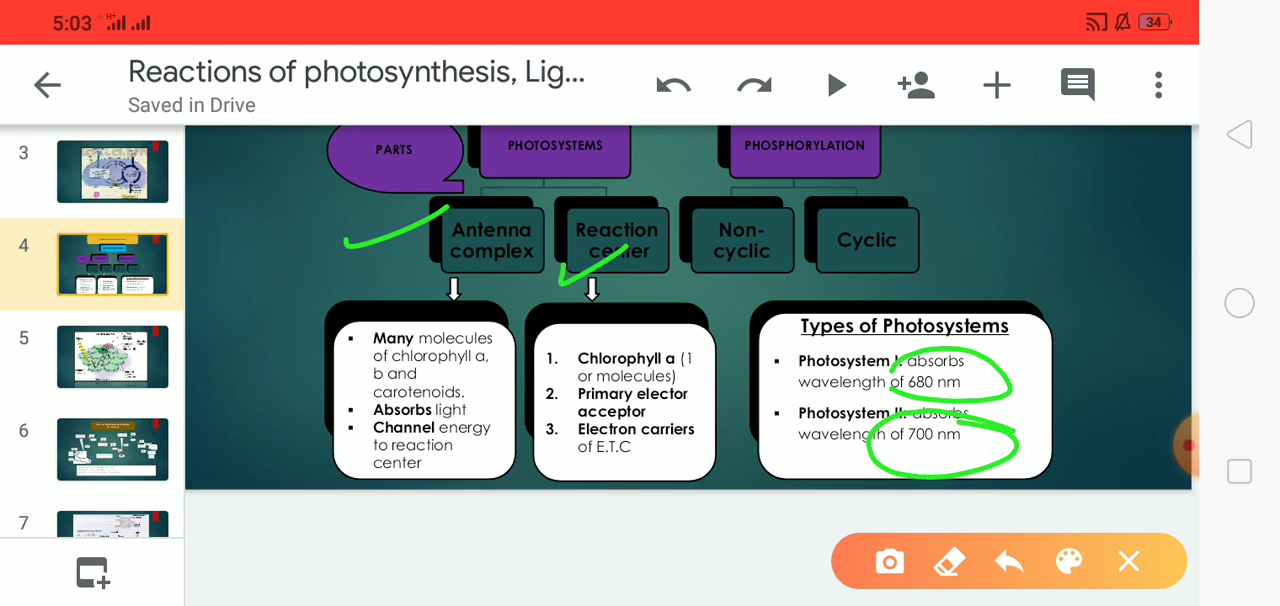 5:03
H+
34
Reactions of photosynthesis, Lig...
Saved in Drive
3
4
5
6
7
PARTS
PHOTOSYSTEMS
PHOSPHORYLATION
Antenna
complex
Reaction
center
Non-
cyclic
Cyclic
▪ Many molecules
of chlorophyll a,
b and
carotenoids.
▪ Absorbs light
▪ Channel energy
to reaction
center
1. Chlorophyll a (1
or molecules)
2. Primary elector
acceptor
3. Electron carriers
of E.T.C
Types of Photosystems
▪ Photosystem I: absorbs
wavelength of 680 nm
▪ Photosystem II: absorbs
wavelength of 700 nm